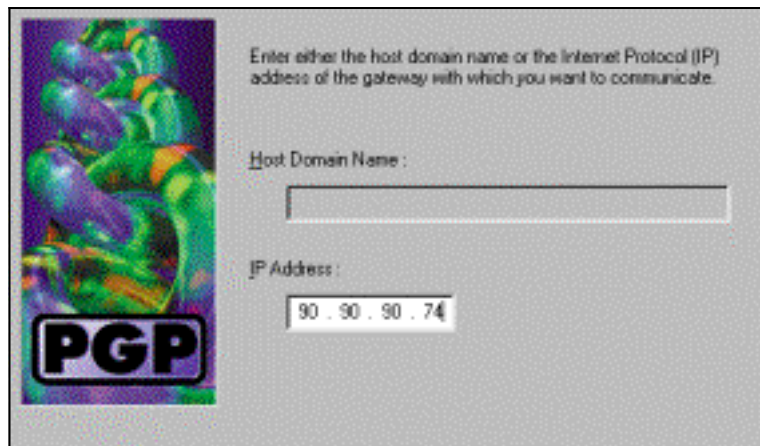 Enter either the host domain name or the Internet Protocol (IP)
address of the gateway with which you want to communicate.
Host Domain Name :
IP Address :
90 . 90 . 90 . 74
PGP